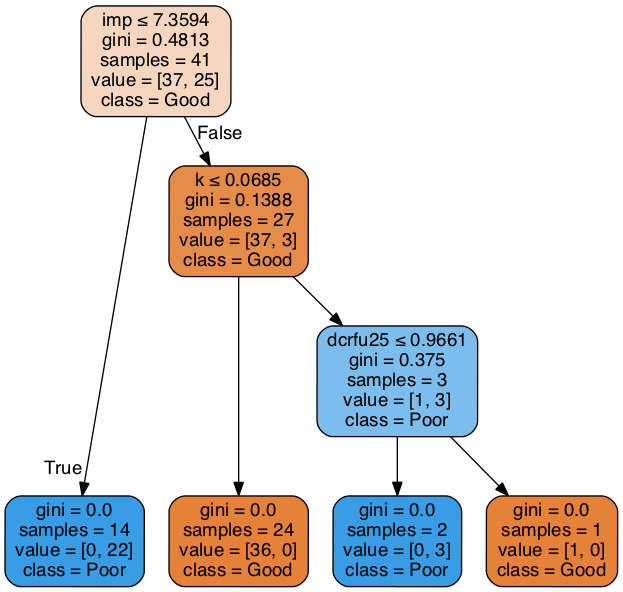 imp ≤ 7.3594
gini = 0.4813
samples = 41
value = [37, 25]
class = Good
False
k ≤ 0.0685
gini = 0.1388
samples = 27
value = [37, 3]
class = Good
dcrfu25 ≤ 0.9661
gini = 0.375
samples = 3
value = [1, 3]
class = Poor
True
gini = 0.0
samples = 14
value = [0, 22]
class = Poor
gini = 0.0
samples = 24
value = [36, 0]
class = Good
gini = 0.0
samples = 2
value = [0, 3]
class = Poor
gini = 0.0
samples = 1
value = [1, 0]
class = Good